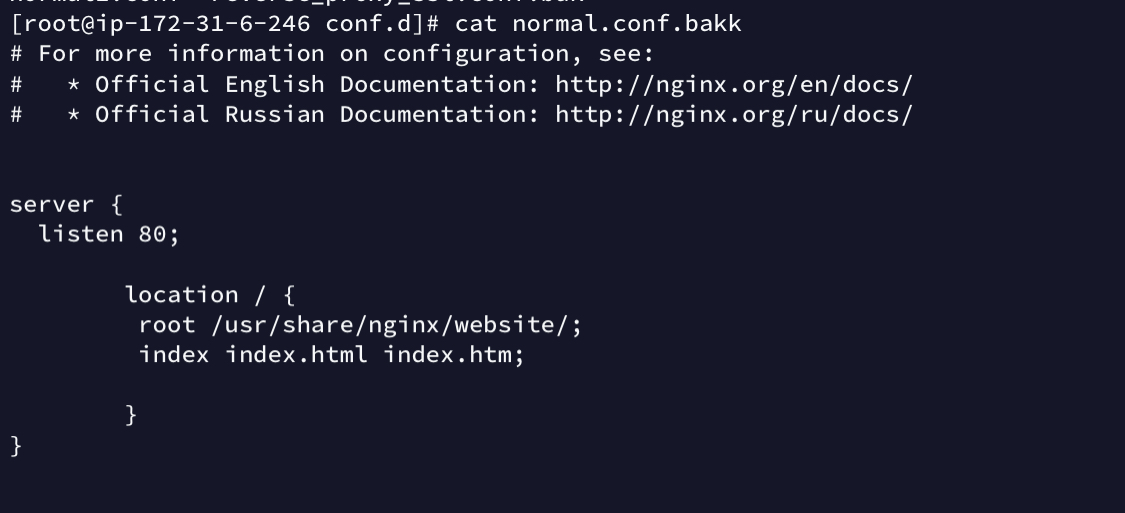 [root@ip-172-31-6-246 conf.d]# cat normal.conf.bakk
# For more information on configuration, see:
#   * Official English Documentation: http://nginx.org/en/docs/
#   * Official Russian Documentation: http://nginx.org/ru/docs/
server {
  listen 80;
        location / {
         root /usr/share/nginx/website/;
         index index.html index.htm;
        }
}